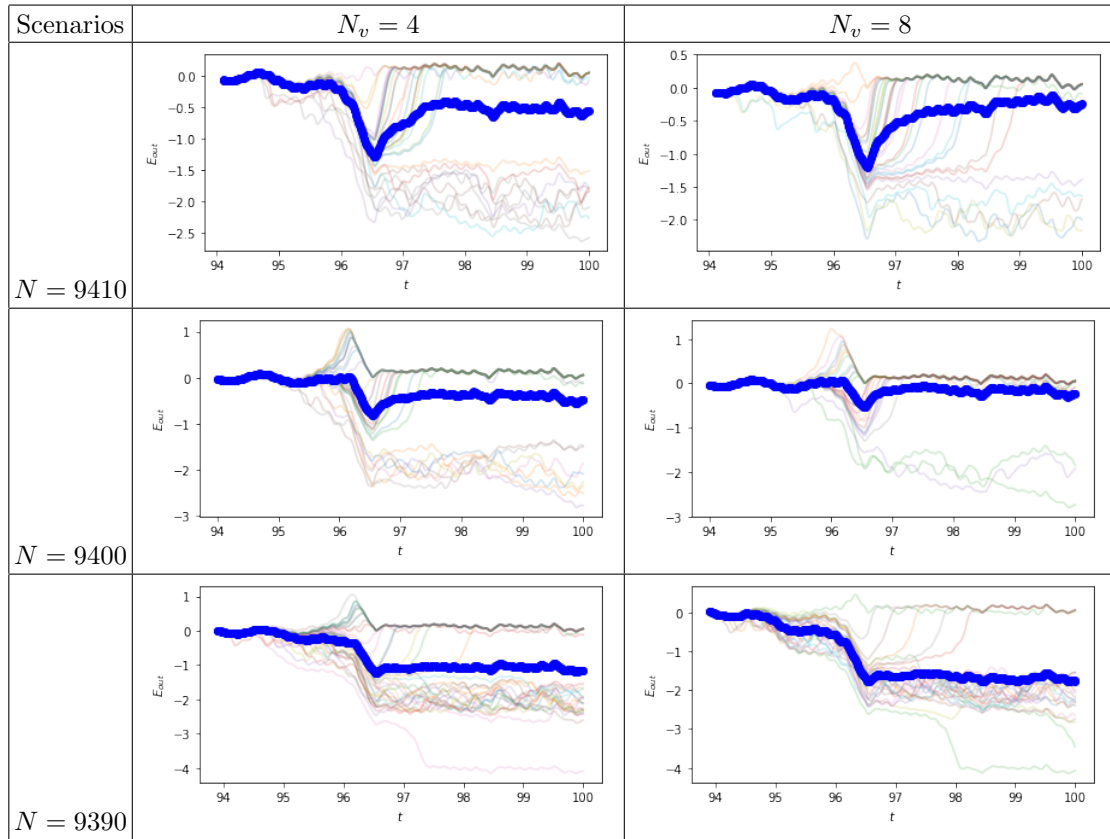 Scenarios N_v = 4 N_v = 8
0.0
-0.5
-1.0
-1.5
-2.0
-2.5
E_out
94 95 96 97 98 99 100
t
0.5
0.0
-0.5
-1.0
-1.5
-2.0
E_out
94 95 96 97 98 99 100
t
N = 9410
1
0
-1
-2
-3
E_out
94 95 96 97 98 99 100
t
1
0
-1
-2
-3
E_out
94 95 96 97 98 99 100
t
N = 9400
1
0
-1
-2
-3
-4
E_out
94 95 96 97 98 99 100
t
0
-1
-2
-3
-4
E_out
94 95 96 97 98 99 100
t
N = 9390